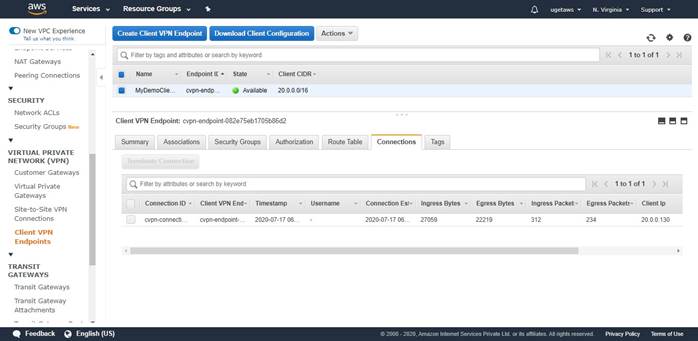 aws
Services
Resource Groups
ugetaws
N. Virginia
Support
New VPC Experience
Tell us what you think
NAT Gateways
Peering Connections
SECURITY
Network ACLs
Security Groups New
VIRTUAL PRIVATE
NETWORK (VPN)
Customer Gateways
Virtual Private
Gateways
Site-to-Site VPN
Connections
Client VPN
Endpoints
TRANSIT
GATEWAYS
Transit Gateways
Transit Gateway
Attachments
Create Client VPN Endpoint
Download Client Configuration
Actions
Filter by tags and attributes or search by keyword
1 to 1 of 1
Name Endpoint ID State Client CIDR
MyDemoClie... cvpn-endp... Available 20.0.0.0/16
Client VPN Endpoint: cvpn-endpoint-082e75eb1705b86d2
Summary Associations Security Groups Authorization Route Table Connections Tags
Terminate Connection
Filter by attributes or search by keyword
1 to 1 of 1
Connection ID Client VPN End Timestamp Username Connection Es Ingress Bytes Egress Bytes Ingress Packet Egress Packet Client Ip
cvpn-connecti... cvpn-endpoint-... 2020-07-17 06... - 2020-07-17 06... 27059 22219 312 234 20.0.0.130
Feedback
English (US)
© 2008 - 2020, Amazon Internet Services Private Ltd. or its affiliates. All rights reserved.
Privacy Policy
Terms of Use